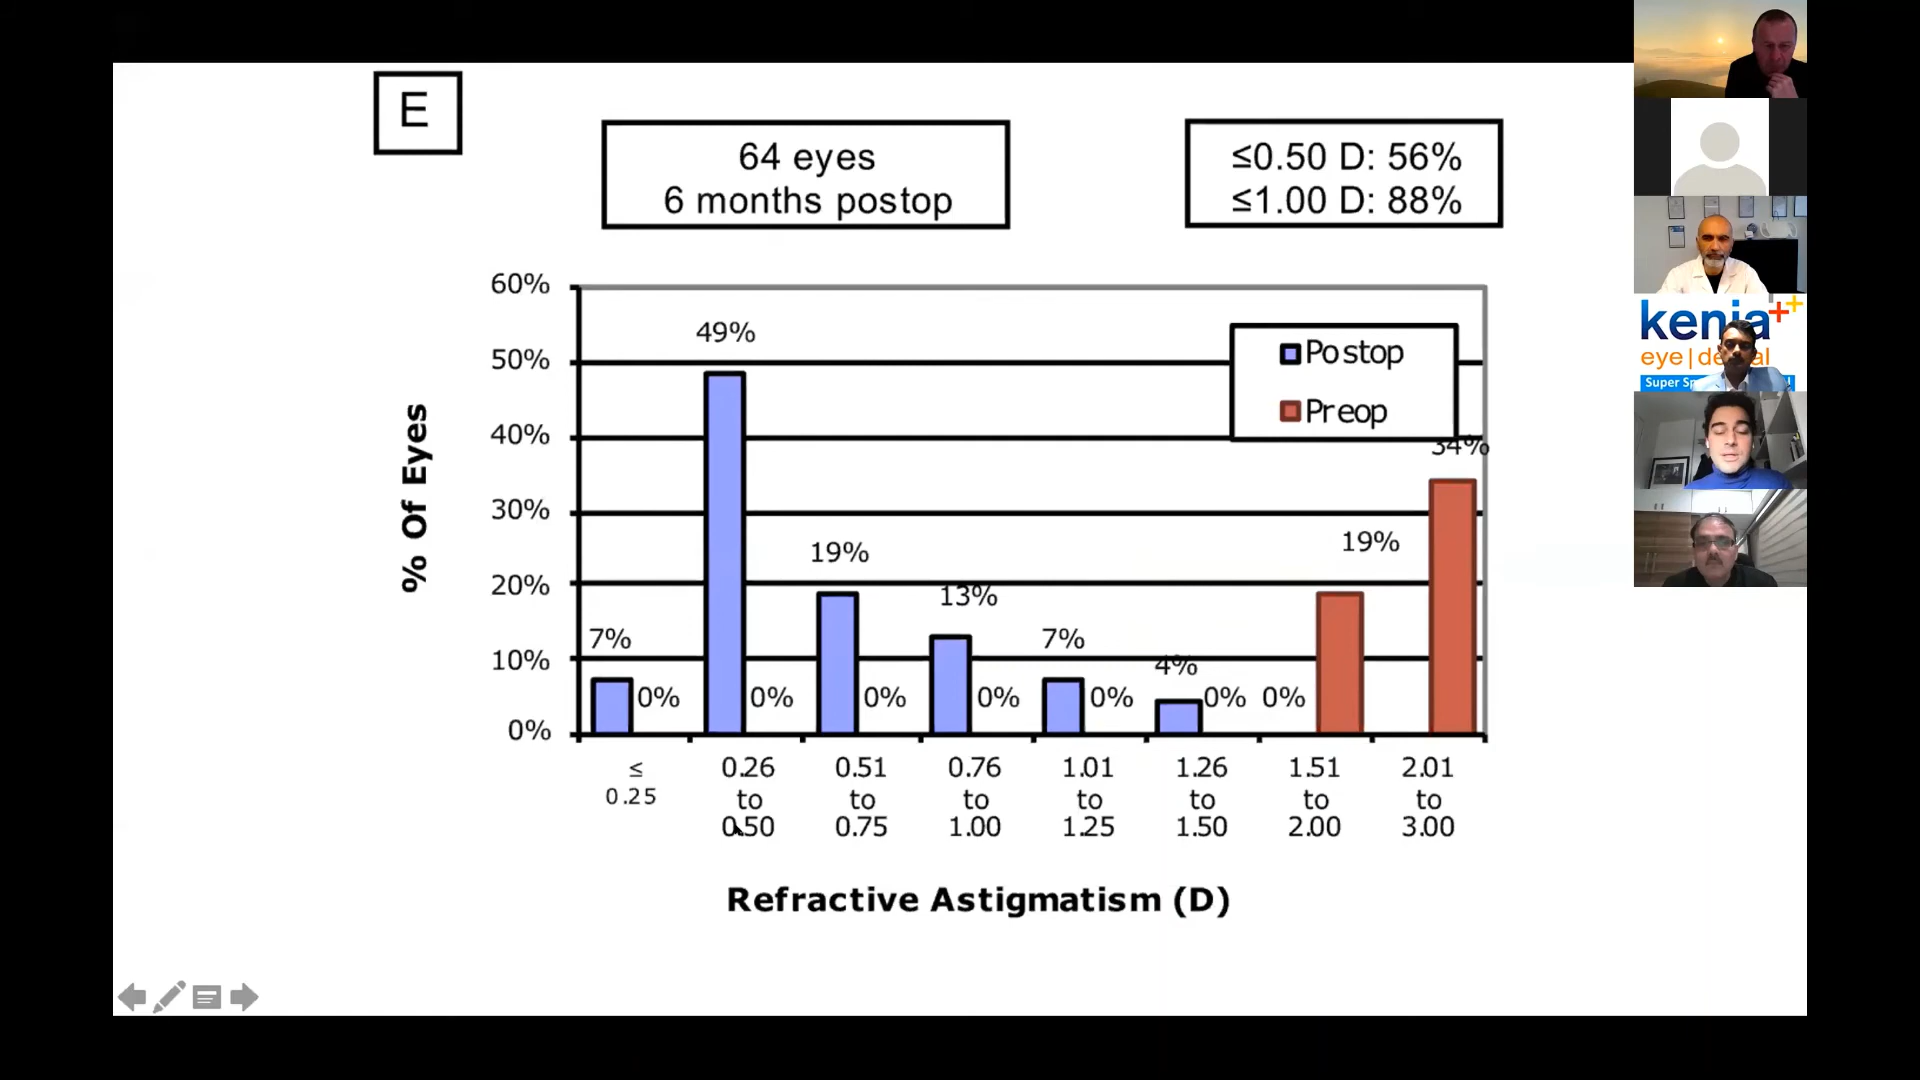 E
64 eyes
6 months postop
≤0.50 D: 56%
≤1.00 D: 88%
60%
50%
40%
30%
20%
10%
0%
% Of Eyes
Postop
Preop
7%
0%
49%
0%
19%
0%
13%
0%
7%
0%
4%
0%
0%
19%
34%
≤
0.25
0.26
to
0.50
0.51
to
0.75
0.76
to
1.00
1.01
to
1.25
1.26
to
1.50
1.51
to
2.00
2.01
to
3.00
Refractive Astigmatism (D)
kenia
eye
Super